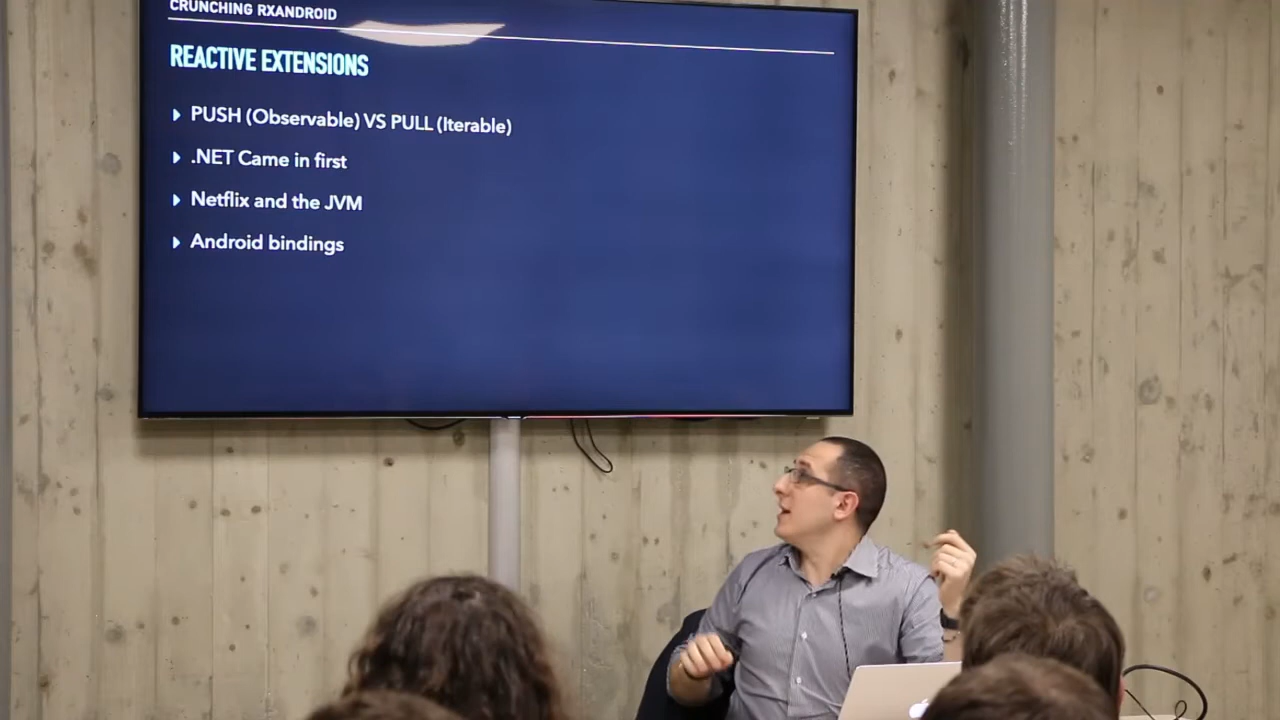 CRUNCHING RXANDROID
REACTIVE EXTENSIONS
PUSH (Observable) VS PULL (Iterable)
.NET Came in first
Netflix and the JVM
Android bindings